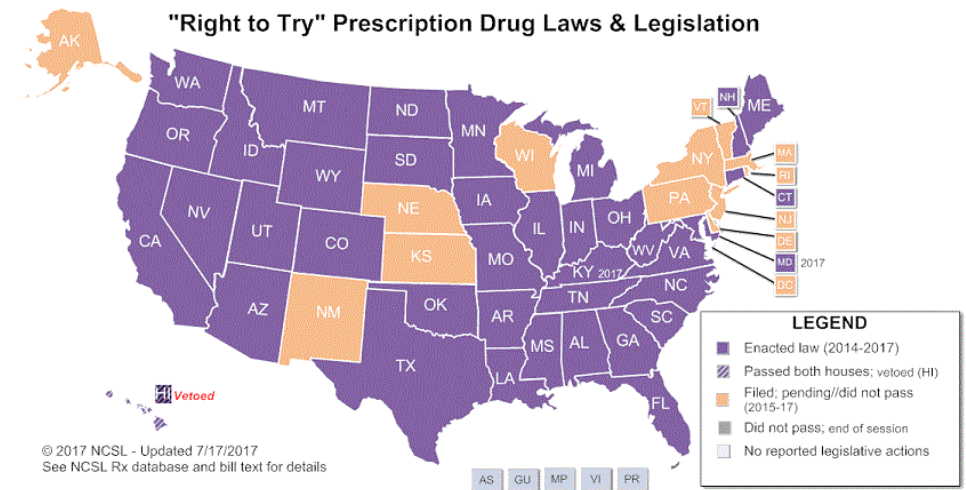 "Right to Try" Prescription Drug Laws & Legislation
AK
WA
MT
ND
MN
VT
NH
ME
OR
ID
SD
WI
MI
NY
MA
WY
RI
PA
CT
NV
NE
IA
OH
NJ
UT
CO
IL
IN
DE
CA
KS
MO
WV
VA
MD 2017
KY 2017
DC
AZ
NM
OK
TN
NC
AR
SC
TX
MS
AL
GA
LA
FL
HI Vetoed
LEGEND
Enacted law (2014-2017)
Passed both houses; vetoed (HI)
Filed; pending//did not pass
(2015-17)
Did not pass; end of session
No reported legislative actions
© 2017 NCSL - Updated 7/17/2017
See NCSL Rx database and bill text for details
AS GU MP VI PR